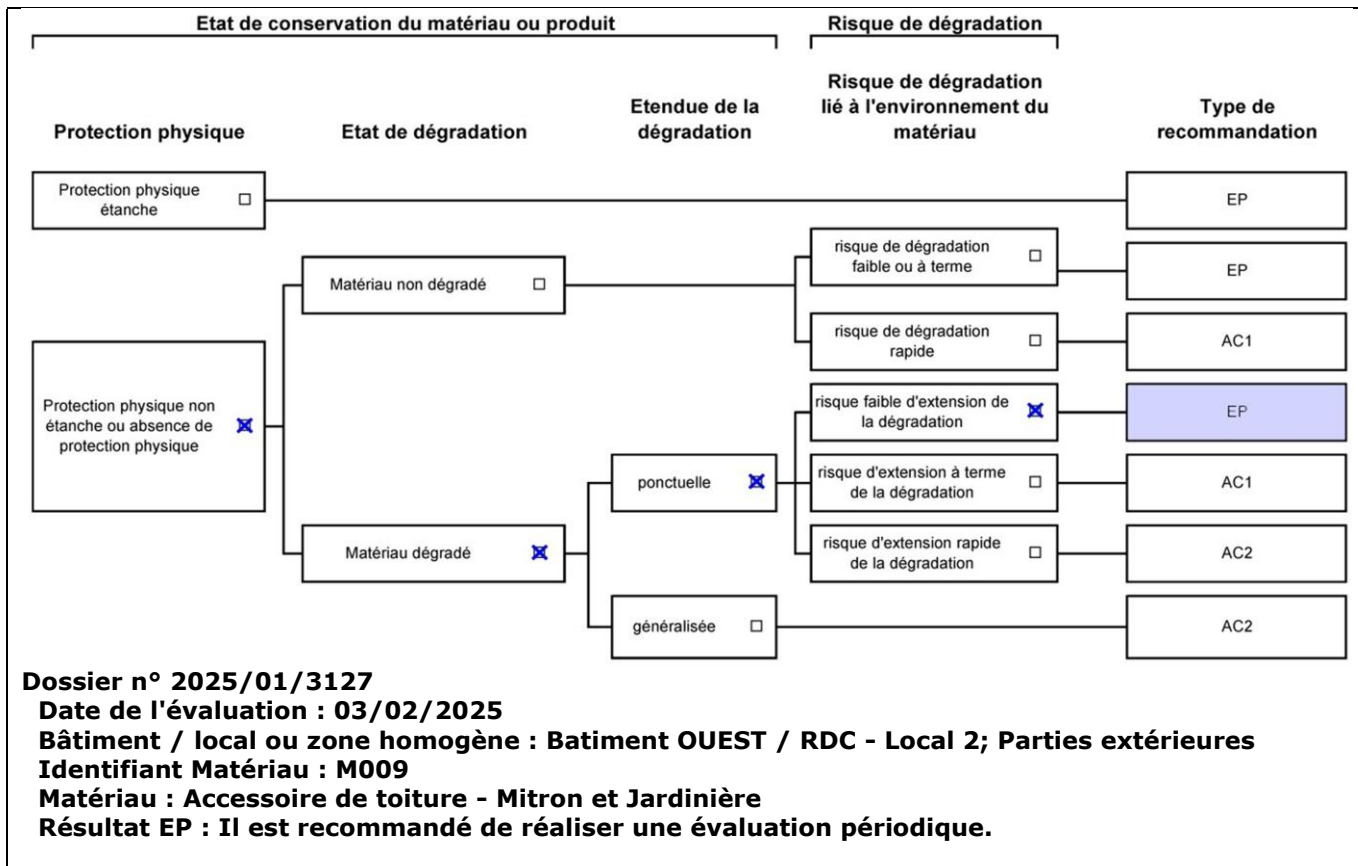 Etat de conservation du matériau ou produit
Risque de dégradation
Protection physique
Etat de dégradation
Etendue de la
dégradation
Risque de dégradation
lié à l'environnement du
matériau
Type de
recommandation
Protection physique
étanche
EP
Matériau non dégradé
risque de dégradation
faible ou à terme
EP
risque de dégradation
rapide
AC1
Protection physique non
étanche ou absence de
protection physique
risque faible d'extension de
la dégradation
EP
ponctuelle
risque d'extension à terme
de la dégradation
AC1
Matériau dégradé
risque d'extension rapide
de la dégradation
AC2
généralisée
AC2
Dossier n° 2025/01/3127
Date de l'évaluation : 03/02/2025
Bâtiment / local ou zone homogène : Batiment OUEST / RDC - Local 2; Parties extérieures
Identifiant Matériau : M009
Matériau : Accessoire de toiture - Mitron et Jardinière
Résultat EP : Il est recommandé de réaliser une évaluation périodique.